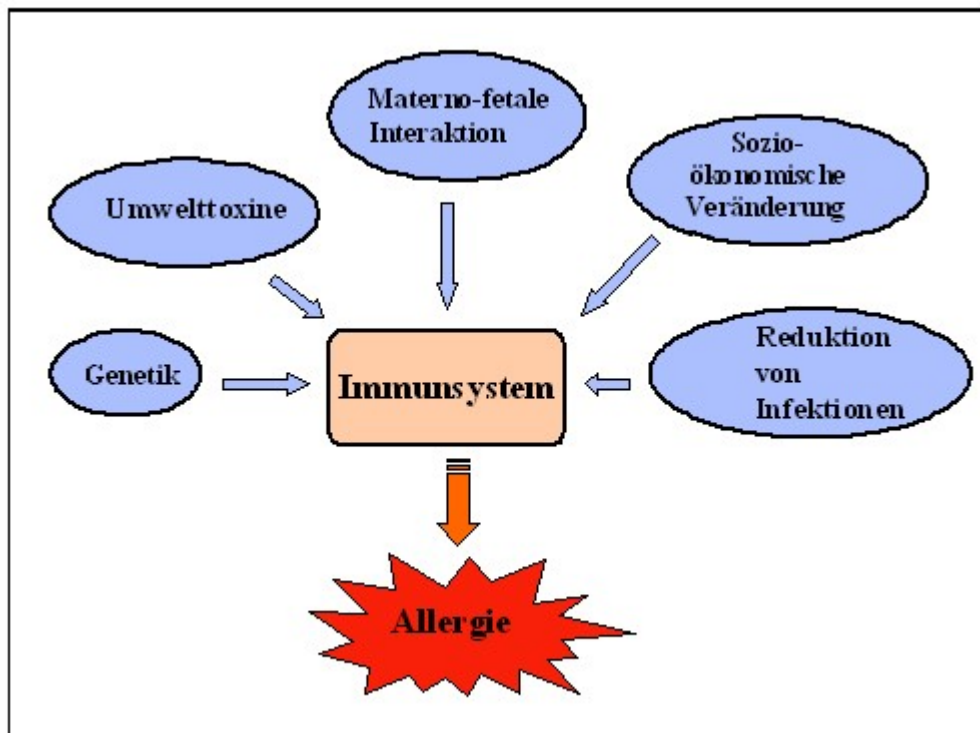 Materno-fetale
Interaktion
Sozio-
ökonomische
Veränderung
Umwelttoxine
Genetik
Immunsystem
Reduktion
von
Infektionen
Allergie